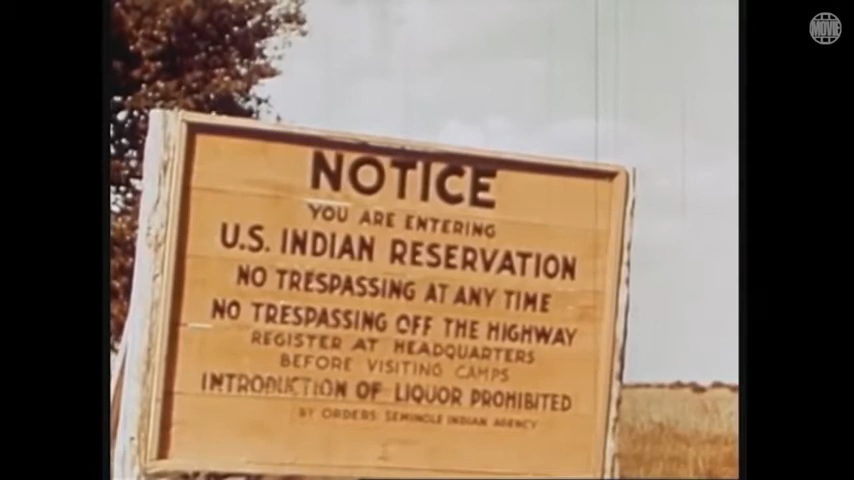 MOVIE
NOTICE
YOU ARE ENTERING
U.S. INDIAN RESERVATION
NO TRESPASSING AT ANY TIME
NO TRESPASSING OFF THE HIGHWAY
REGISTER AT HEADQUARTERS
BEFORE VISITING CAMPS
INTRODUCTION OF LIQUOR PROHIBITED
BY ORDERS SEMINOLE INDIAN AGENCY